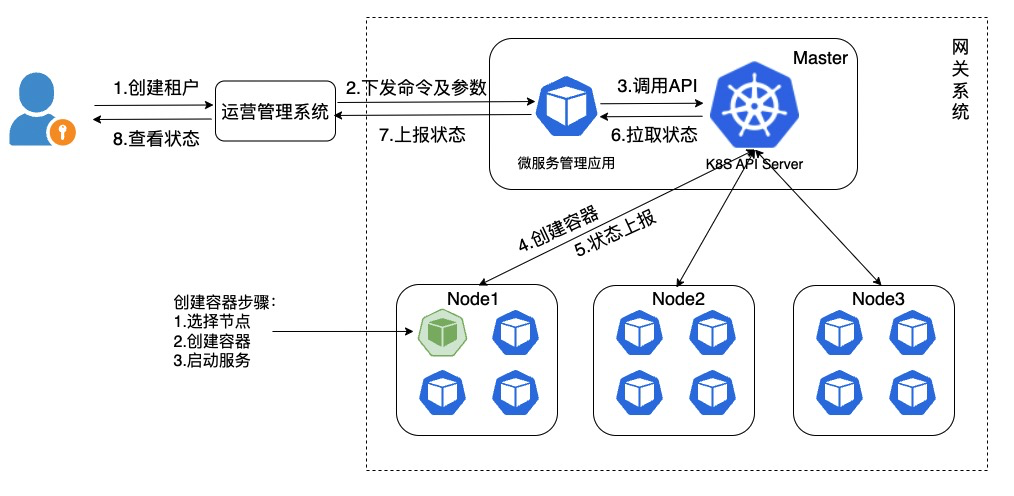 网关系统
Master
1.创建租户
运营管理系统
8.查看状态
2.下发命令及参数
7.上报状态
3.调用API
6.拉取状态
微服务管理应用
K8S API Server
4.创建容器
5.状态上报
创建容器步骤：
1.选择节点
2.创建容器
3.启动服务
Node1
Node2
Node3